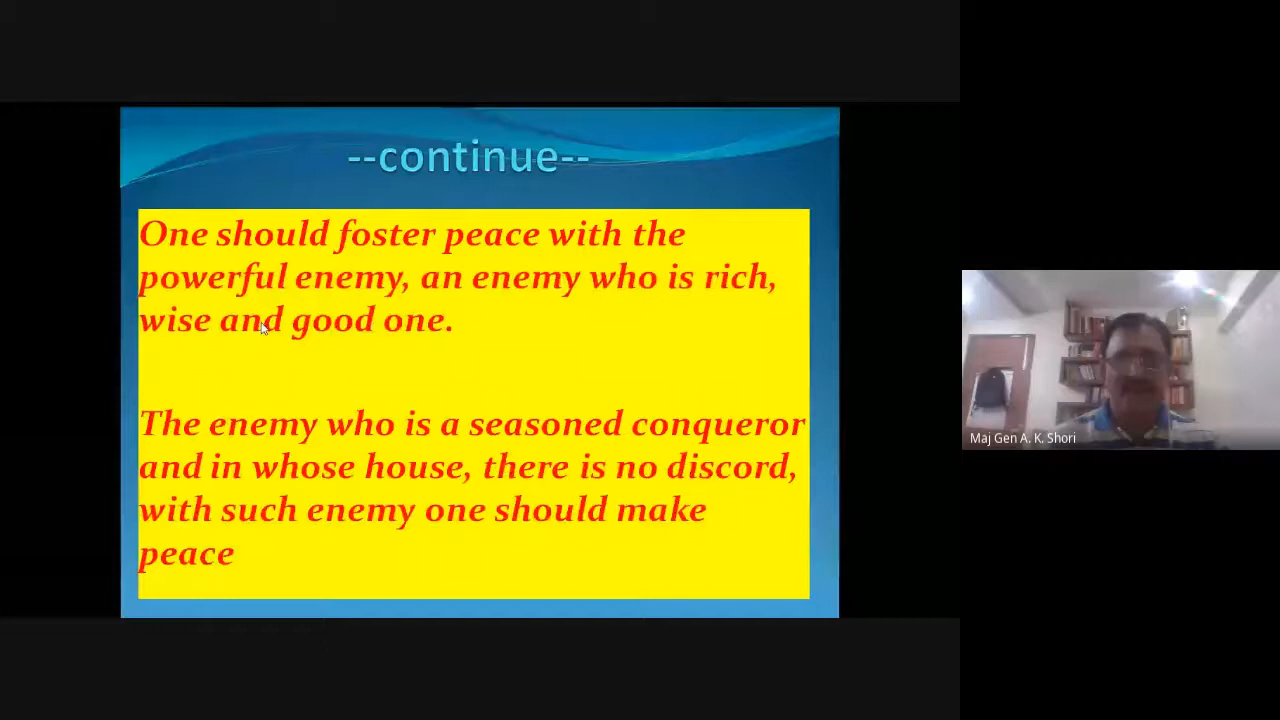 --continue--
One should foster peace with the
powerful enemy, an enemy who is rich,
wise and good one.
The enemy who is a seasoned conqueror
and in whose house, there is no discord,
with such enemy one should make
peace
Maj Gen A. K. Shori